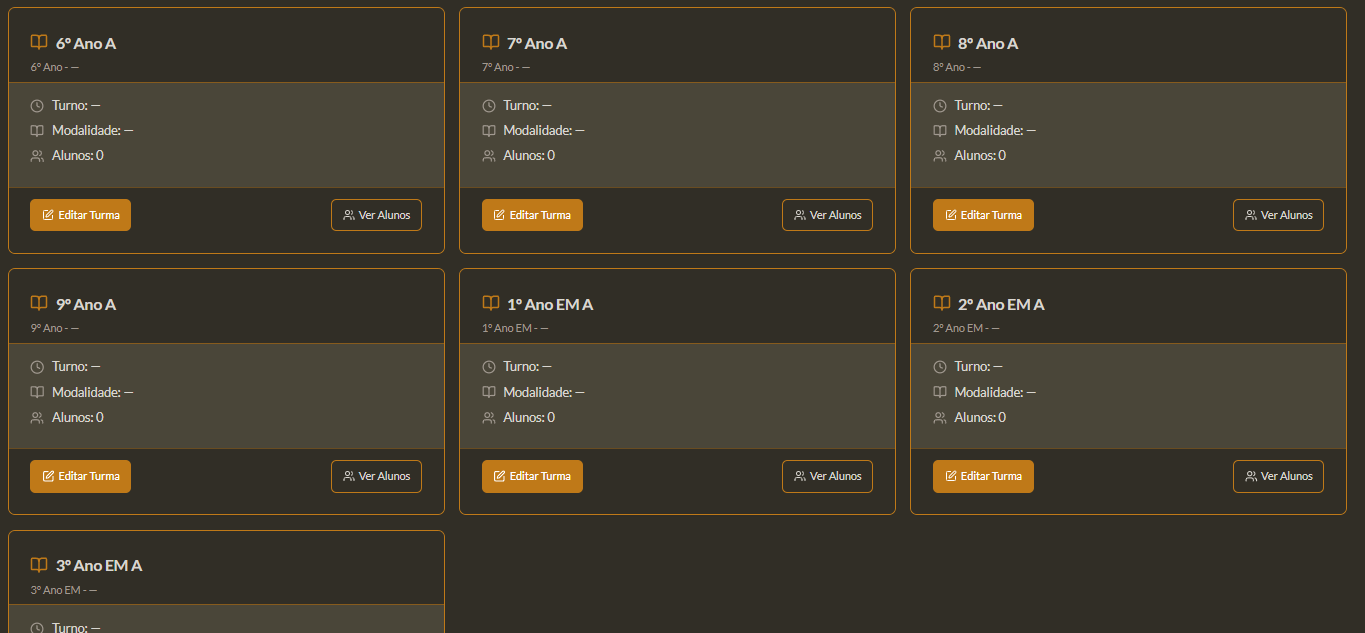 6º Ano A
6º Ano - —
Turno: —
Modalidade: —
Alunos: 0
Editar Turma
Ver Alunos
7º Ano A
7º Ano - —
Turno: —
Modalidade: —
Alunos: 0
Editar Turma
Ver Alunos
8º Ano A
8º Ano - —
Turno: —
Modalidade: —
Alunos: 0
Editar Turma
Ver Alunos
9º Ano A
9º Ano - —
Turno: —
Modalidade: —
Alunos: 0
Editar Turma
Ver Alunos
1º Ano EM A
1º Ano EM - —
Turno: —
Modalidade: —
Alunos: 0
Editar Turma
Ver Alunos
2º Ano EM A
2º Ano EM - —
Turno: —
Modalidade: —
Alunos: 0
Editar Turma
Ver Alunos
3º Ano EM A
3º Ano EM - —
Turno: —